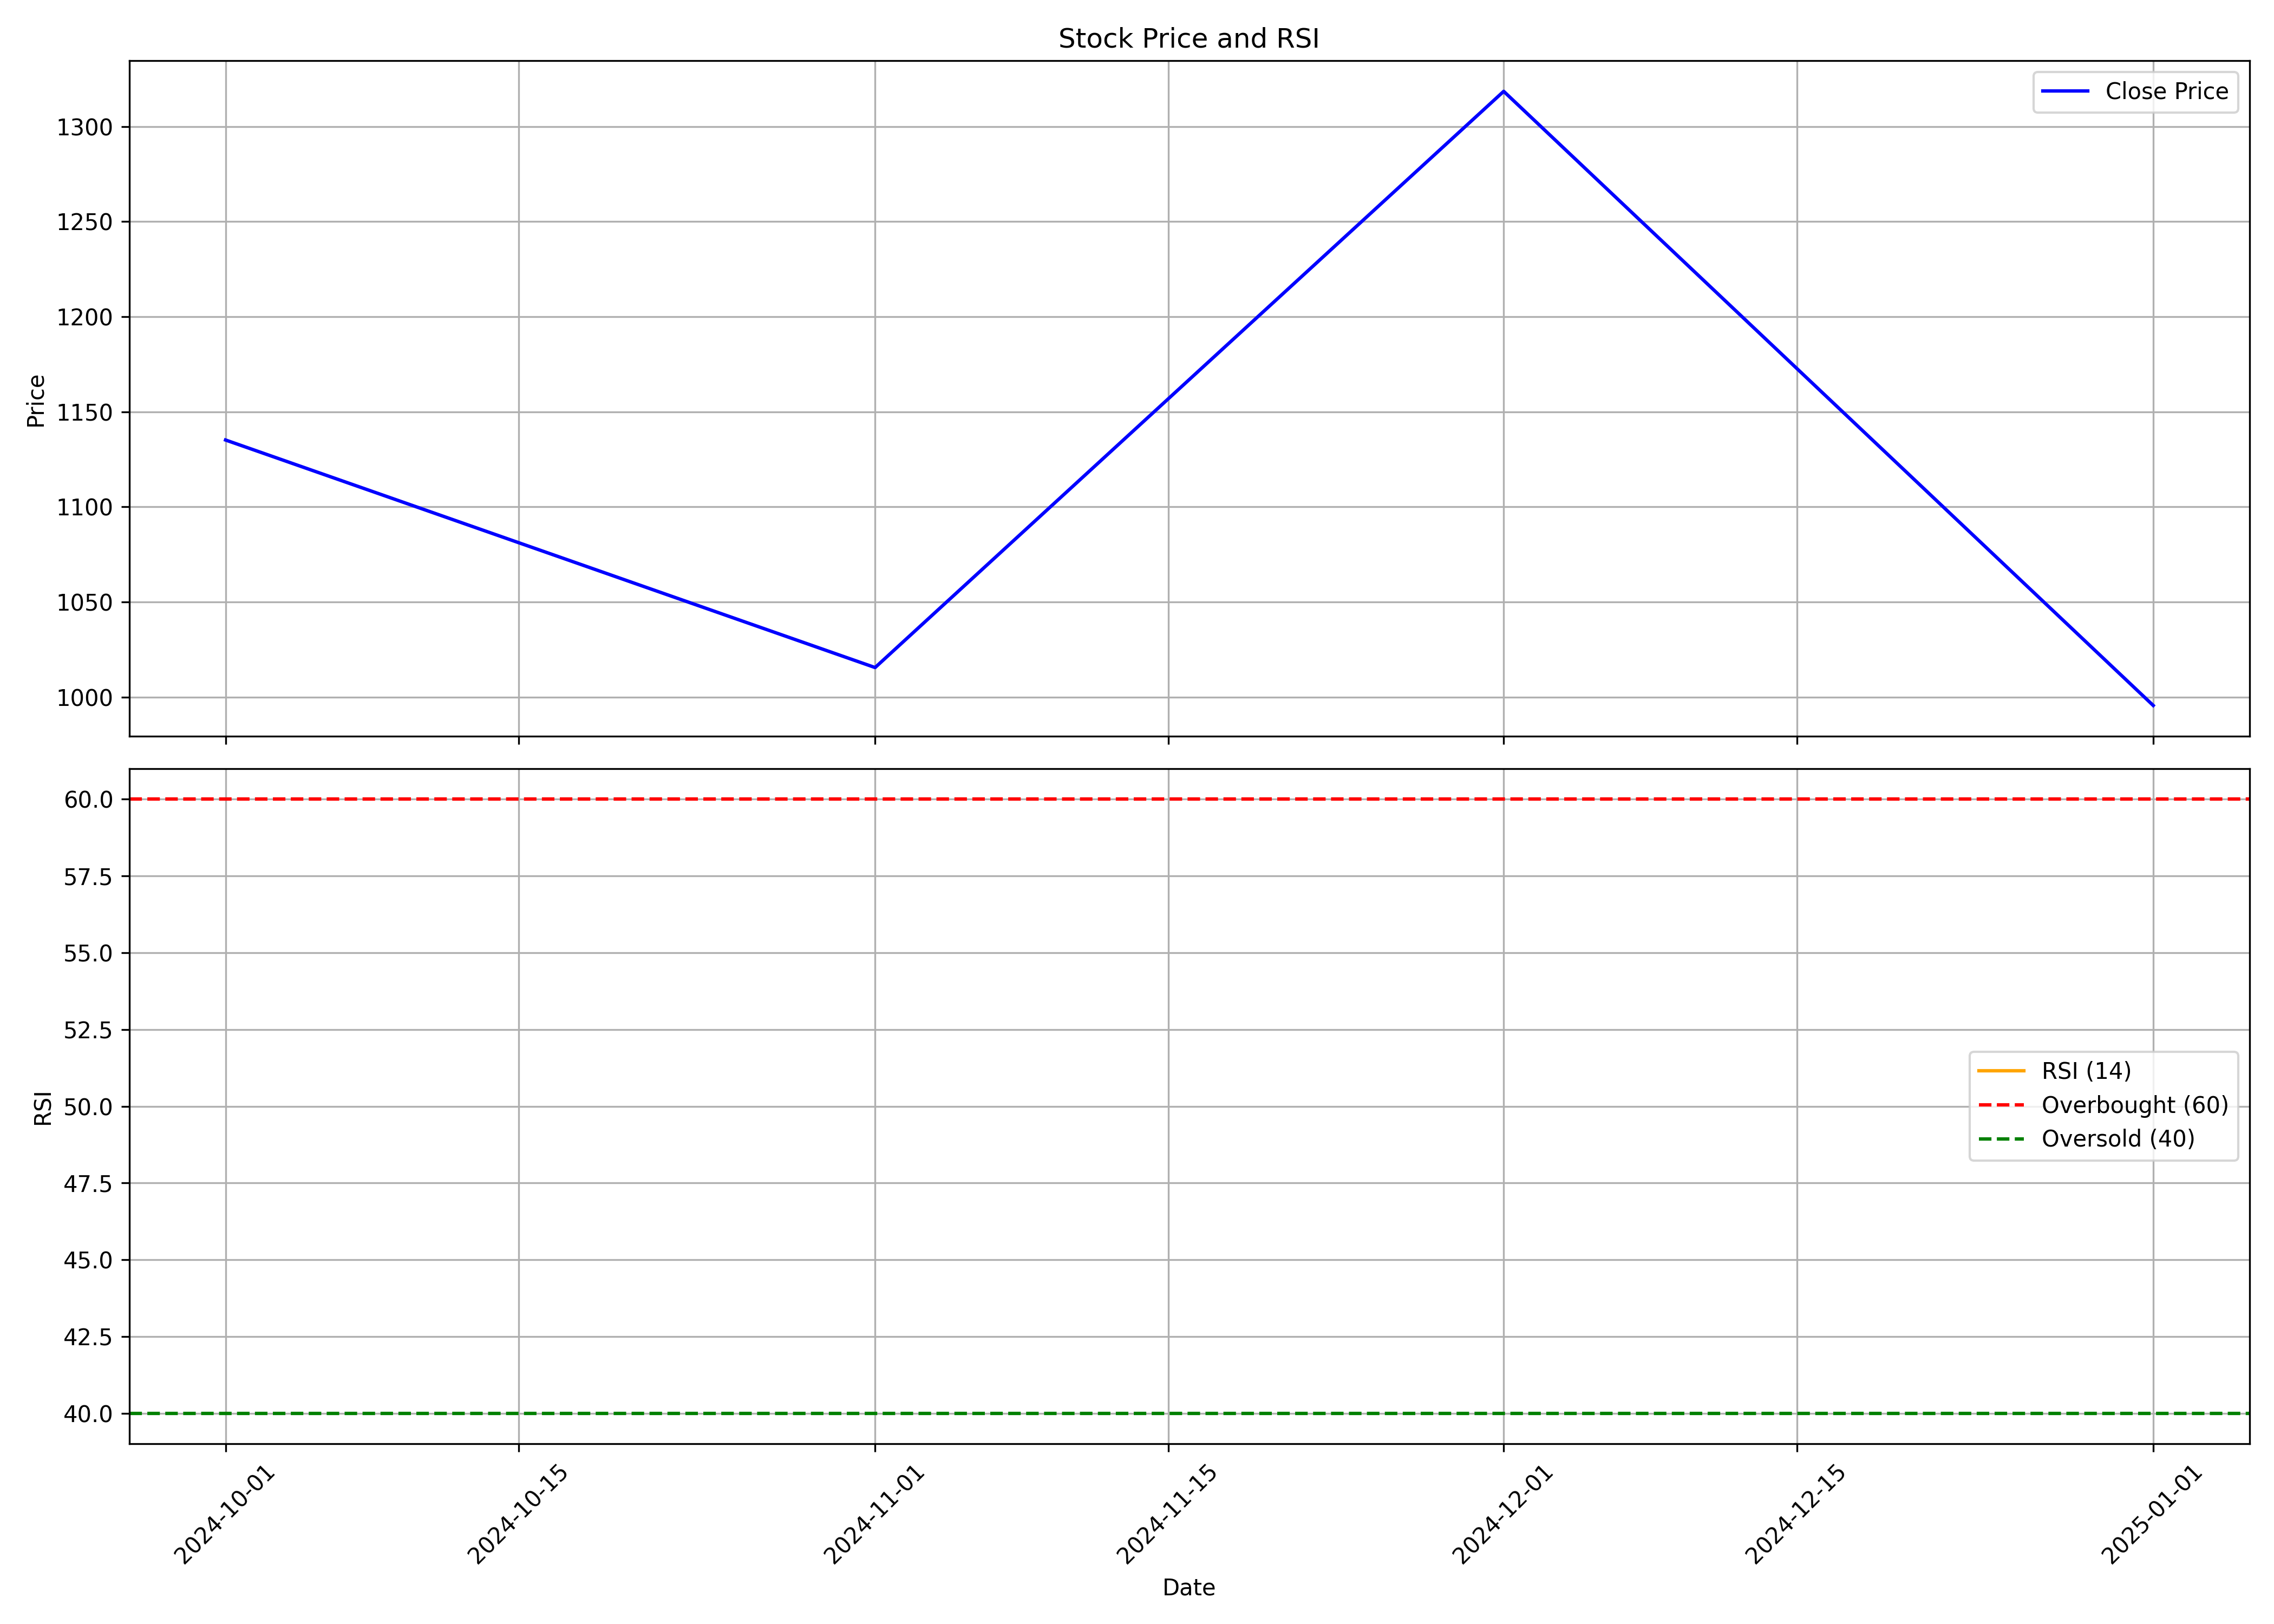 Stock Price and RSI
Close Price
1300
1250
1200
1150
1100
1050
1000
Price
60.0
57.5
55.0
52.5
50.0
47.5
45.0
42.5
40.0
RSI
RSI (14)
Overbought (60)
Oversold (40)
2024-10-01
2024-10-15
2024-11-01
2024-11-15
2024-12-01
2024-12-15
2025-01-01
Date